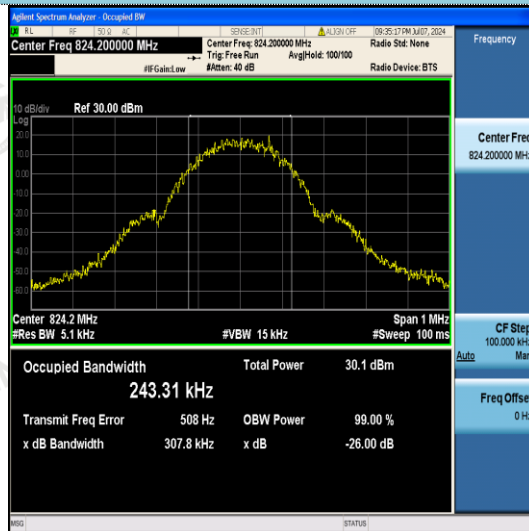 Agilent Spectrum Analyzer - Occupied BW
RL RF 50 Ω AC SENSE:INT ALIGN OFF 09:35:17 PM Jul 07, 2024
Center Freq 824.200000 MHz
Center Freq: 824.200000 MHz
Radio Std: None
Trig: Free Run Avg|Hold: 100/100
#IFGain:Low #Atten: 40 dB Radio Device: BTS
10 dB/div Ref 30.00 dBm
Log
20.0
10.0
0.00
-10.0
-20.0
-30.0
-40.0
-50.0
-60.0
Center 824.2 MHz Span 1 MHz
#Res BW 5.1 kHz #VBW 15 kHz #Sweep 100 ms
Occupied Bandwidth Total Power 30.1 dBm
243.31 kHz
Transmit Freq Error 508 Hz OBW Power 99.00 %
x dB Bandwidth 307.8 kHz x dB -26.00 dB
MSG STATUS
Frequency
Center Freq
824.200000 MHz
CF Step
100.000 kHz
Auto Man
Freq Offset
0 Hz